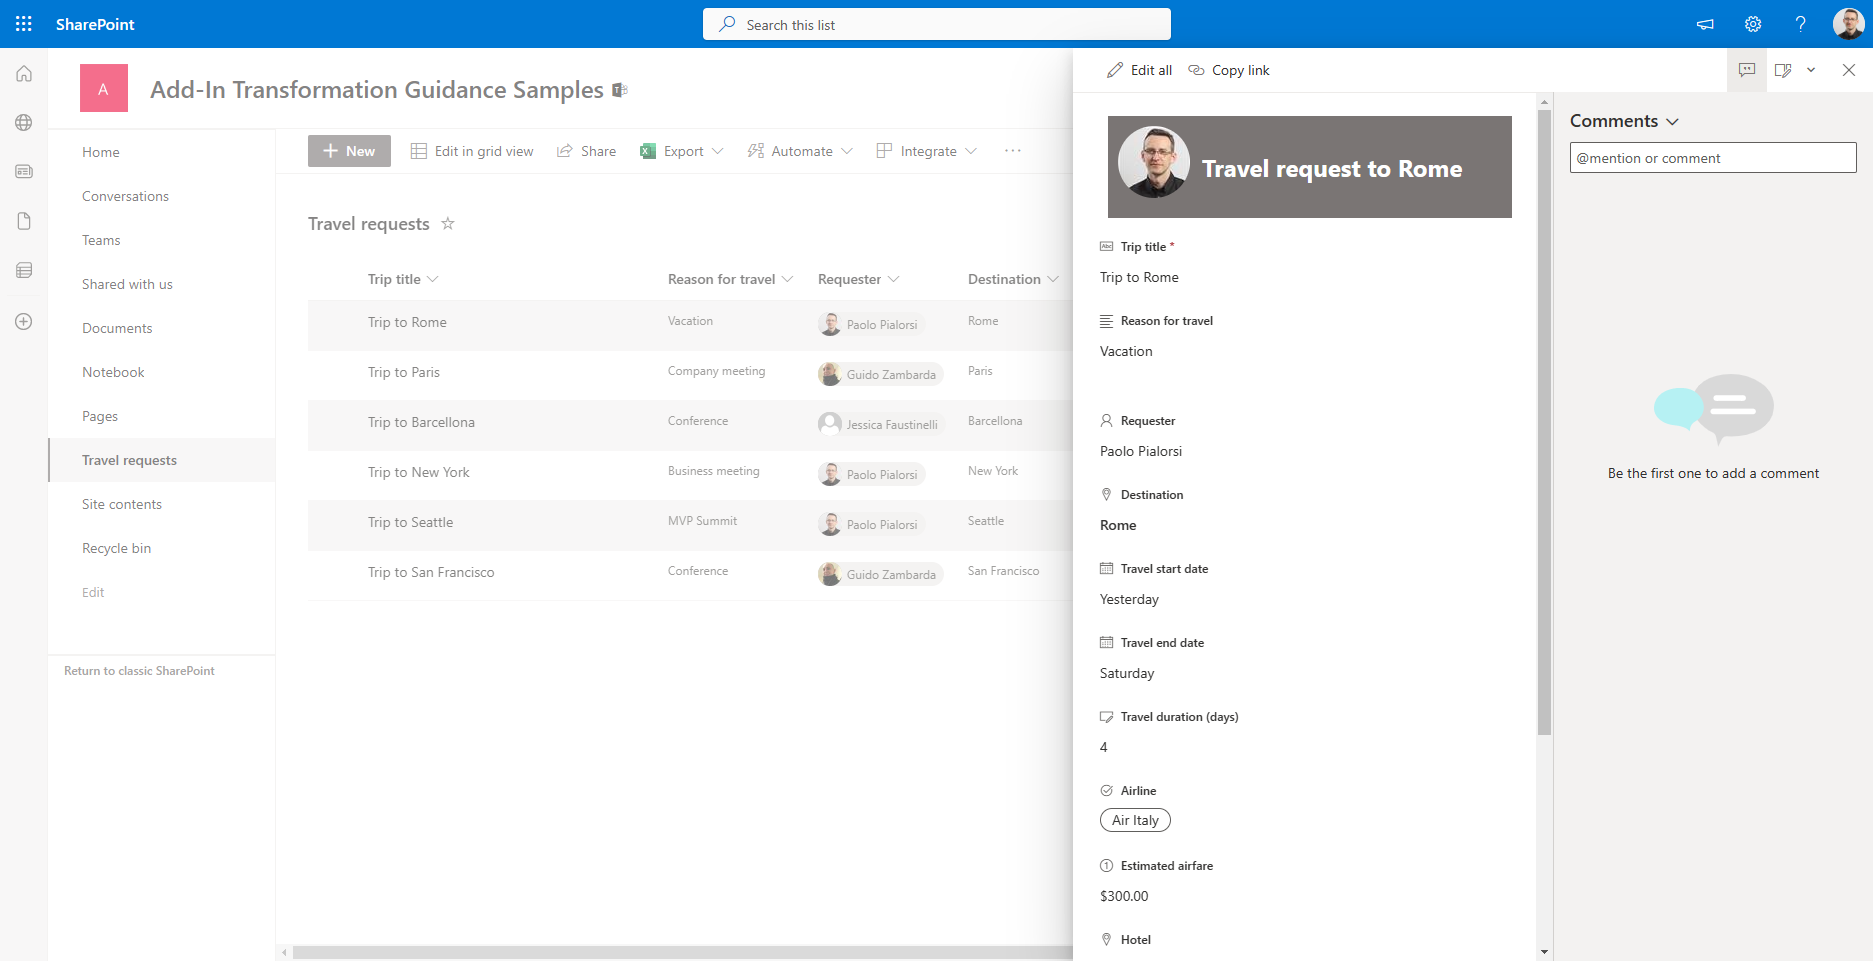 SharePoint
Search this list
A
Add-In Transformation Guidance Samples
Home
Conversations
Teams
Shared with us
Documents
Notebook
Pages
Travel requests
Site contents
Recycle bin
Edit
Return to classic SharePoint
New
Edit in grid view
Share
Export
Automate
Integrate
Travel requests
Trip title Reason for travel Requester Destination
Trip to Rome Vacation Paolo Pialorsi Rome
Trip to Paris Company meeting Guido Zambarda Paris
Trip to Barcellona Conference Jessica Faustinelli Barcellona
Trip to New York Business meeting Paolo Pialorsi New York
Trip to Seattle MVP Summit Paolo Pialorsi Seattle
Trip to San Francisco Conference Guido Zambarda San Francisco
Edit all
Copy link
Travel request to Rome
Abc Trip title *
Trip to Rome
Reason for travel
Vacation
Requester
Paolo Pialorsi
Destination
Rome
Travel start date
Yesterday
Travel end date
Saturday
Travel duration (days)
4
Airline
Air Italy
1 Estimated airfare
$300.00
Hotel
Comments
@mention or comment
Be the first one to add a comment